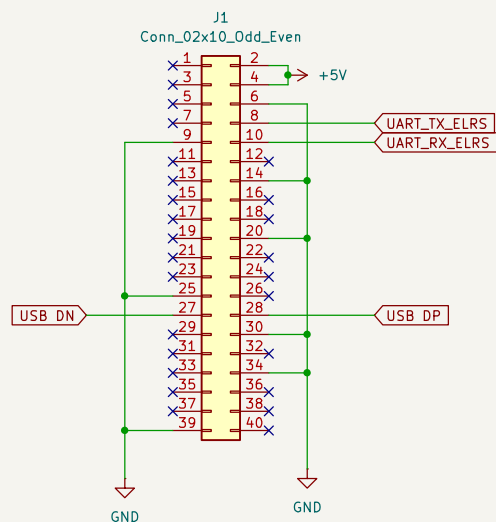 J1
Conn_02x10_Odd_Even
1 2
3 4 +5V
5 6
7 8 UART_TX_ELRS
9 10 UART_RX_ELRS
11 12
13 14
15 16
17 18
19 20
21 22
23 24
25 26
USB DN 27 28 USB DP
29 30
31 32
33 34
35 36
37 38
39 40
GND GND